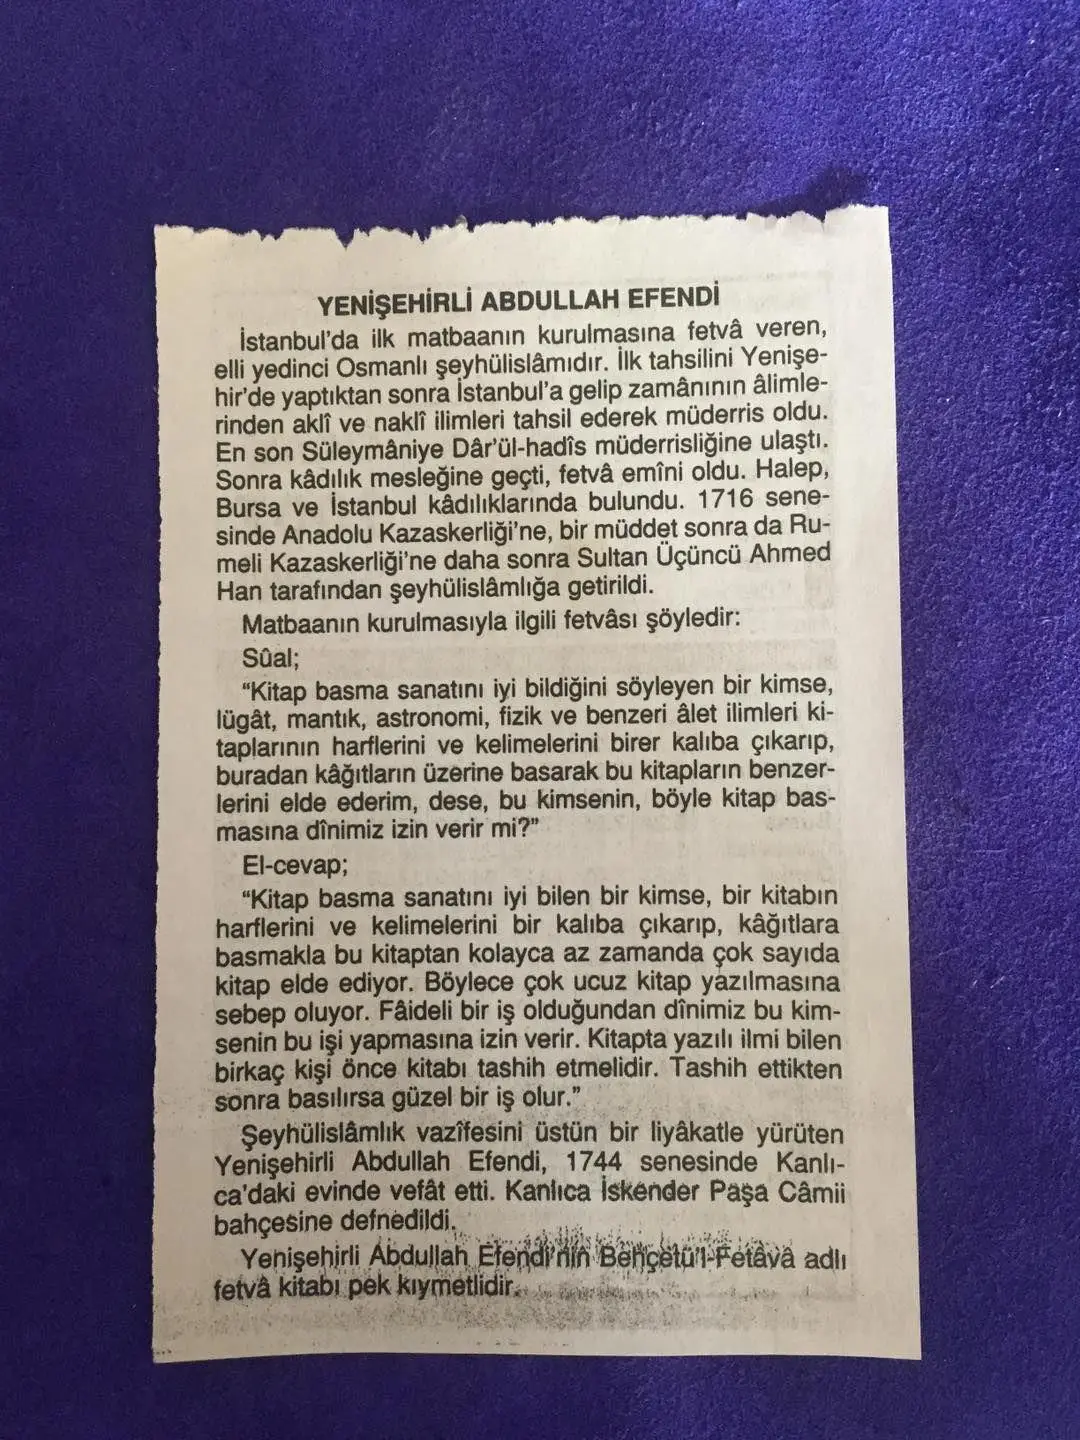 YENİŞEHİRLİ ABDULLAH EFENDİ
İstanbul'da ilk matbaanın kurulmasına fetvâ veren,
elli yedinci Osmanlı şeyhülislâmıdır. İlk tahsilini Yenişe-
hir'de yaptıktan sonra İstanbul'a gelip zamânının âlimle-
rinden aklî ve naklî ilimleri tahsil ederek müderris oldu.
En son Süleymâniye Dâr'ül-hadîs müderrisliğine ulaştı.
Sonra kâdılık mesleğine geçti, fetvâ emîni oldu. Halep,
Bursa ve İstanbul kâdılıklarında bulundu. 1716 sene-
sinde Anadolu Kazaskerliği'ne, bir müddet sonra da Ru-
meli Kazaskerliği'ne daha sonra Sultan Üçüncü Ahmed
Han tarafından şeyhülislâmlığa getirildi.
Matbaanın kurulmasıyla ilgili fetvâsı şöyledir:
Sûal;
“Kitap basma sanatını iyi bildiğini söyleyen bir kimse,
lügât, mantık, astronomi, fizik ve benzeri âlet ilimleri ki-
taplarının harflerini ve kelimelerini birer kalıba çıkarıp,
buradan kâğıtların üzerine basarak bu kitapların benzer-
lerini elde ederim, dese, bu kimsenin, böyle kitap bas-
masına dînimiz izin verir mi?”
El-cevap;
“Kitap basma sanatını iyi bilen bir kimse, bir kitabın
harflerini ve kelimelerini bir kalıba çıkarıp, kâğıtlara
basmakla bu kitaptan kolayca az zamanda çok sayıda
kitap elde ediyor. Böylece çok ucuz kitap yazılmasına
sebep oluyor. Fâideli bir iş olduğundan dînimiz bu kim-
senin bu işi yapmasına izin verir. Kitapta yazılı ilmi bilen
birkaç kişi önce kitabı tashih etmelidir. Tashih ettikten
sonra basılırsa güzel bir iş olur.”
Şeyhülislâmlık vazîfesini üstün bir liyâkatle yürüten
Yenişehirli Abdullah Efendi, 1744 senesinde Kanlı-
ca'daki evinde vefât etti. Kanlıca İskender Paşa Câmii
bahçesine defnedildi.
Yenişehirli Abdullah Efendi'nin Behçetü'l-Fetâvâ adlı
fetvâ kitabı pek kıymetlidir.